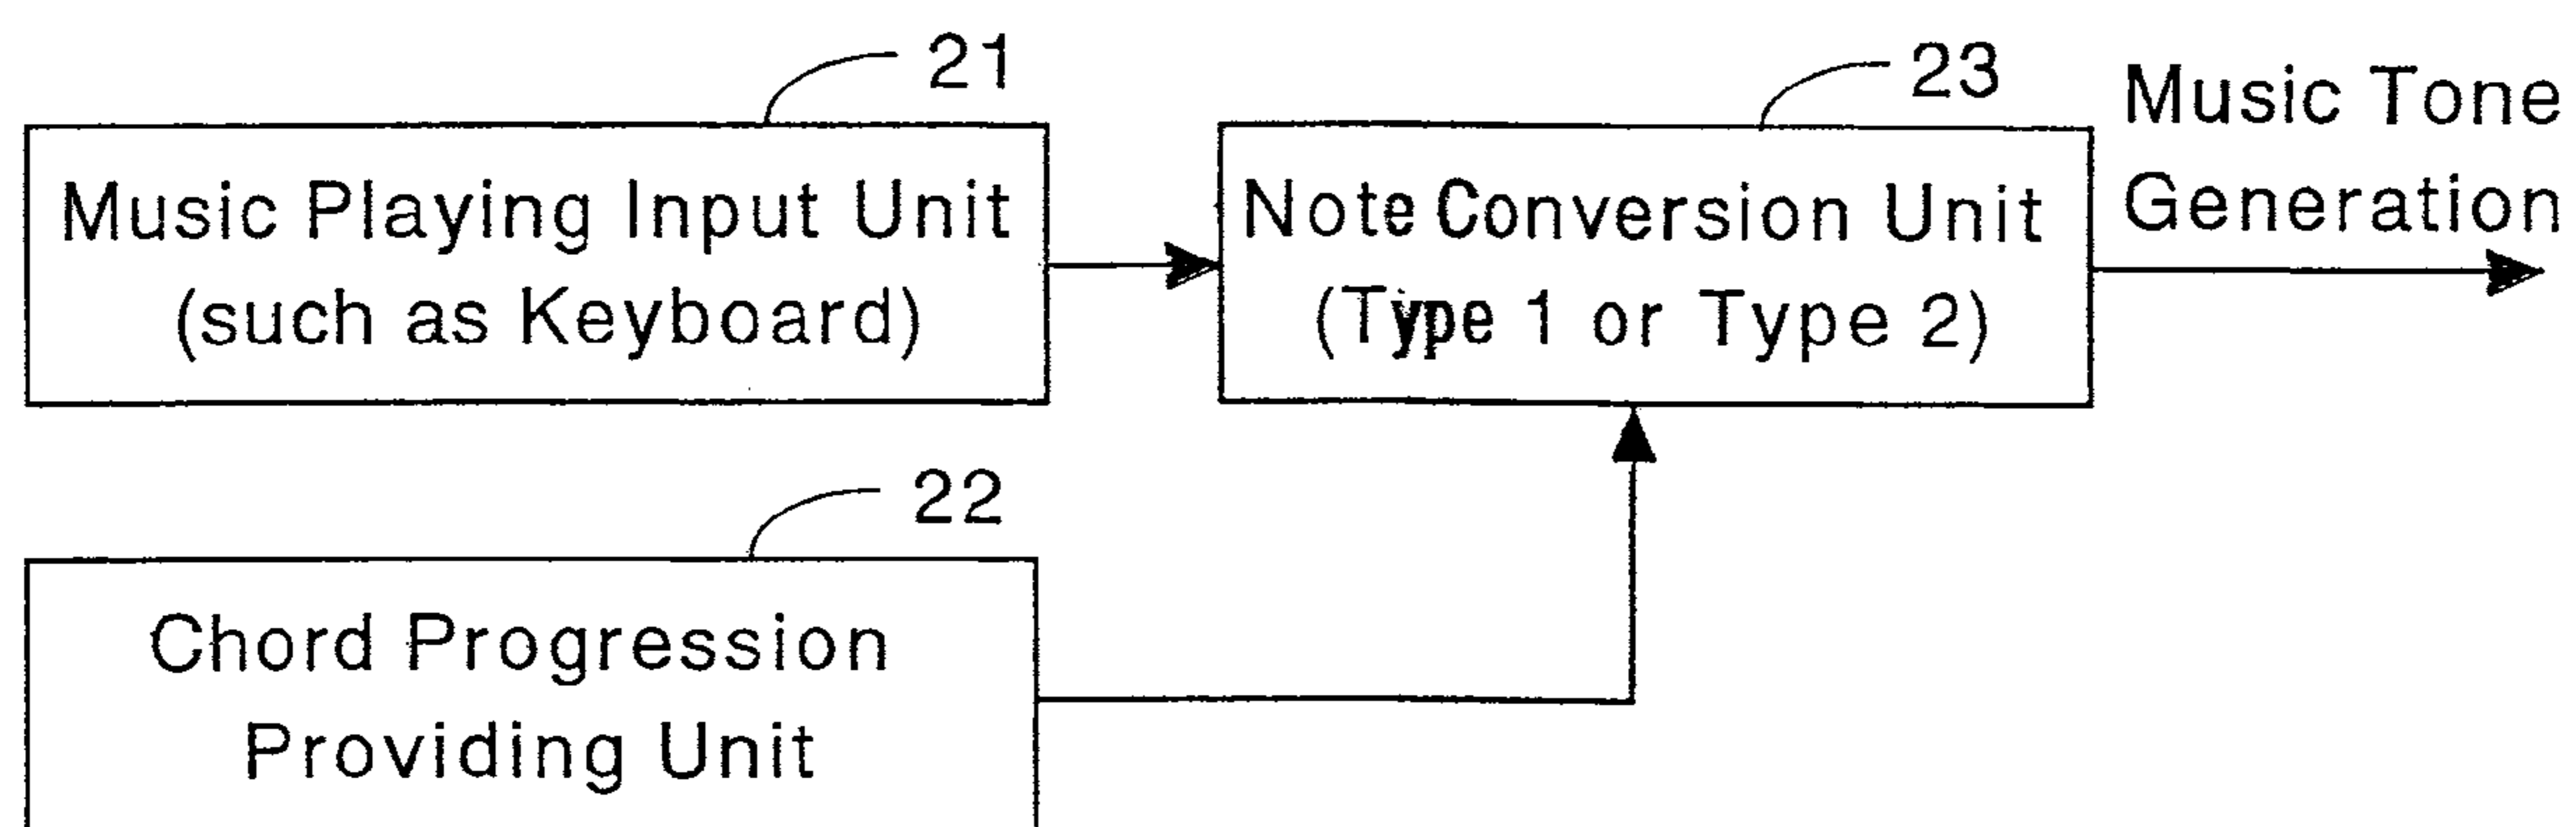 21
Music Playing Input Unit
(such as Keyboard)
23
Note Conversion Unit
(Type 1 or Type 2)
Music Tone
Generation
22
Chord Progression
Providing Unit